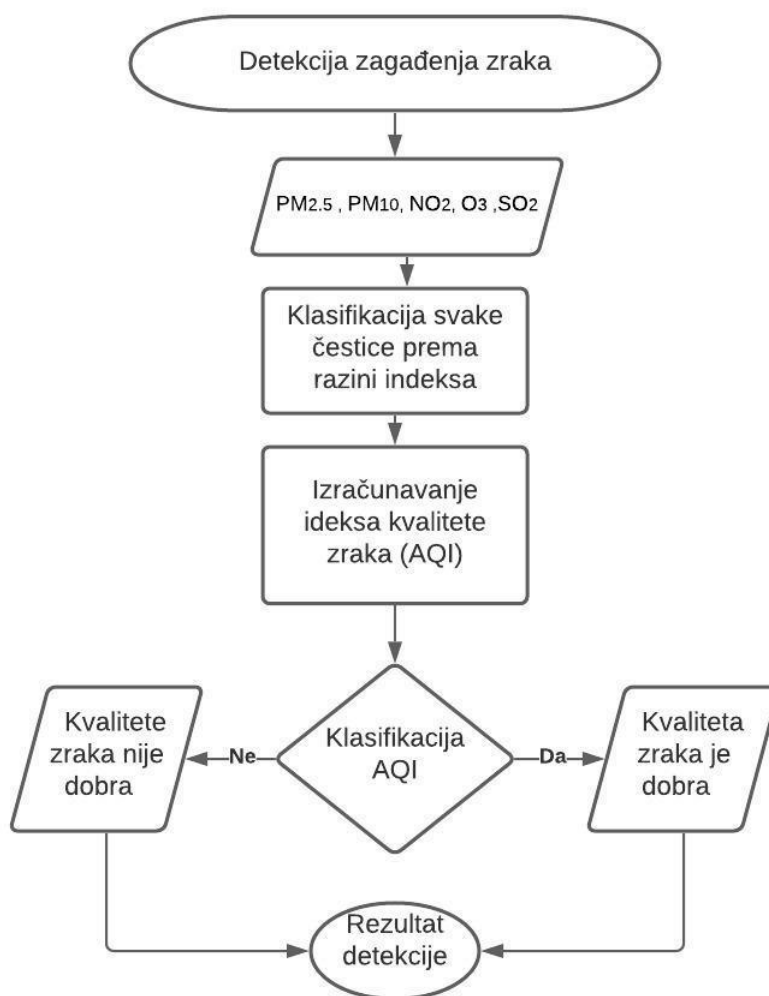 Detekcija zagađenja zraka
PM2.5 , PM10, NO2, O3 ,SO2
Klasifikacija svake
čestice prema
razini indeksa
Izračunavanje
ideksa kvalitete
zraka (AQI)
Kvalitete
zraka nije
dobra
Ne
Klasifikacija
AQI
Da
Kvaliteta
zraka je
dobra
Rezultat
detekcije